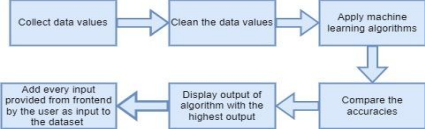 Collect data values
Clean the data values
Apply machine
learning algorithms
Compare the
accuracies
Display output of
algorithm with the
highest output
Add every input
provided from frontend
by the user as input to
the dataset